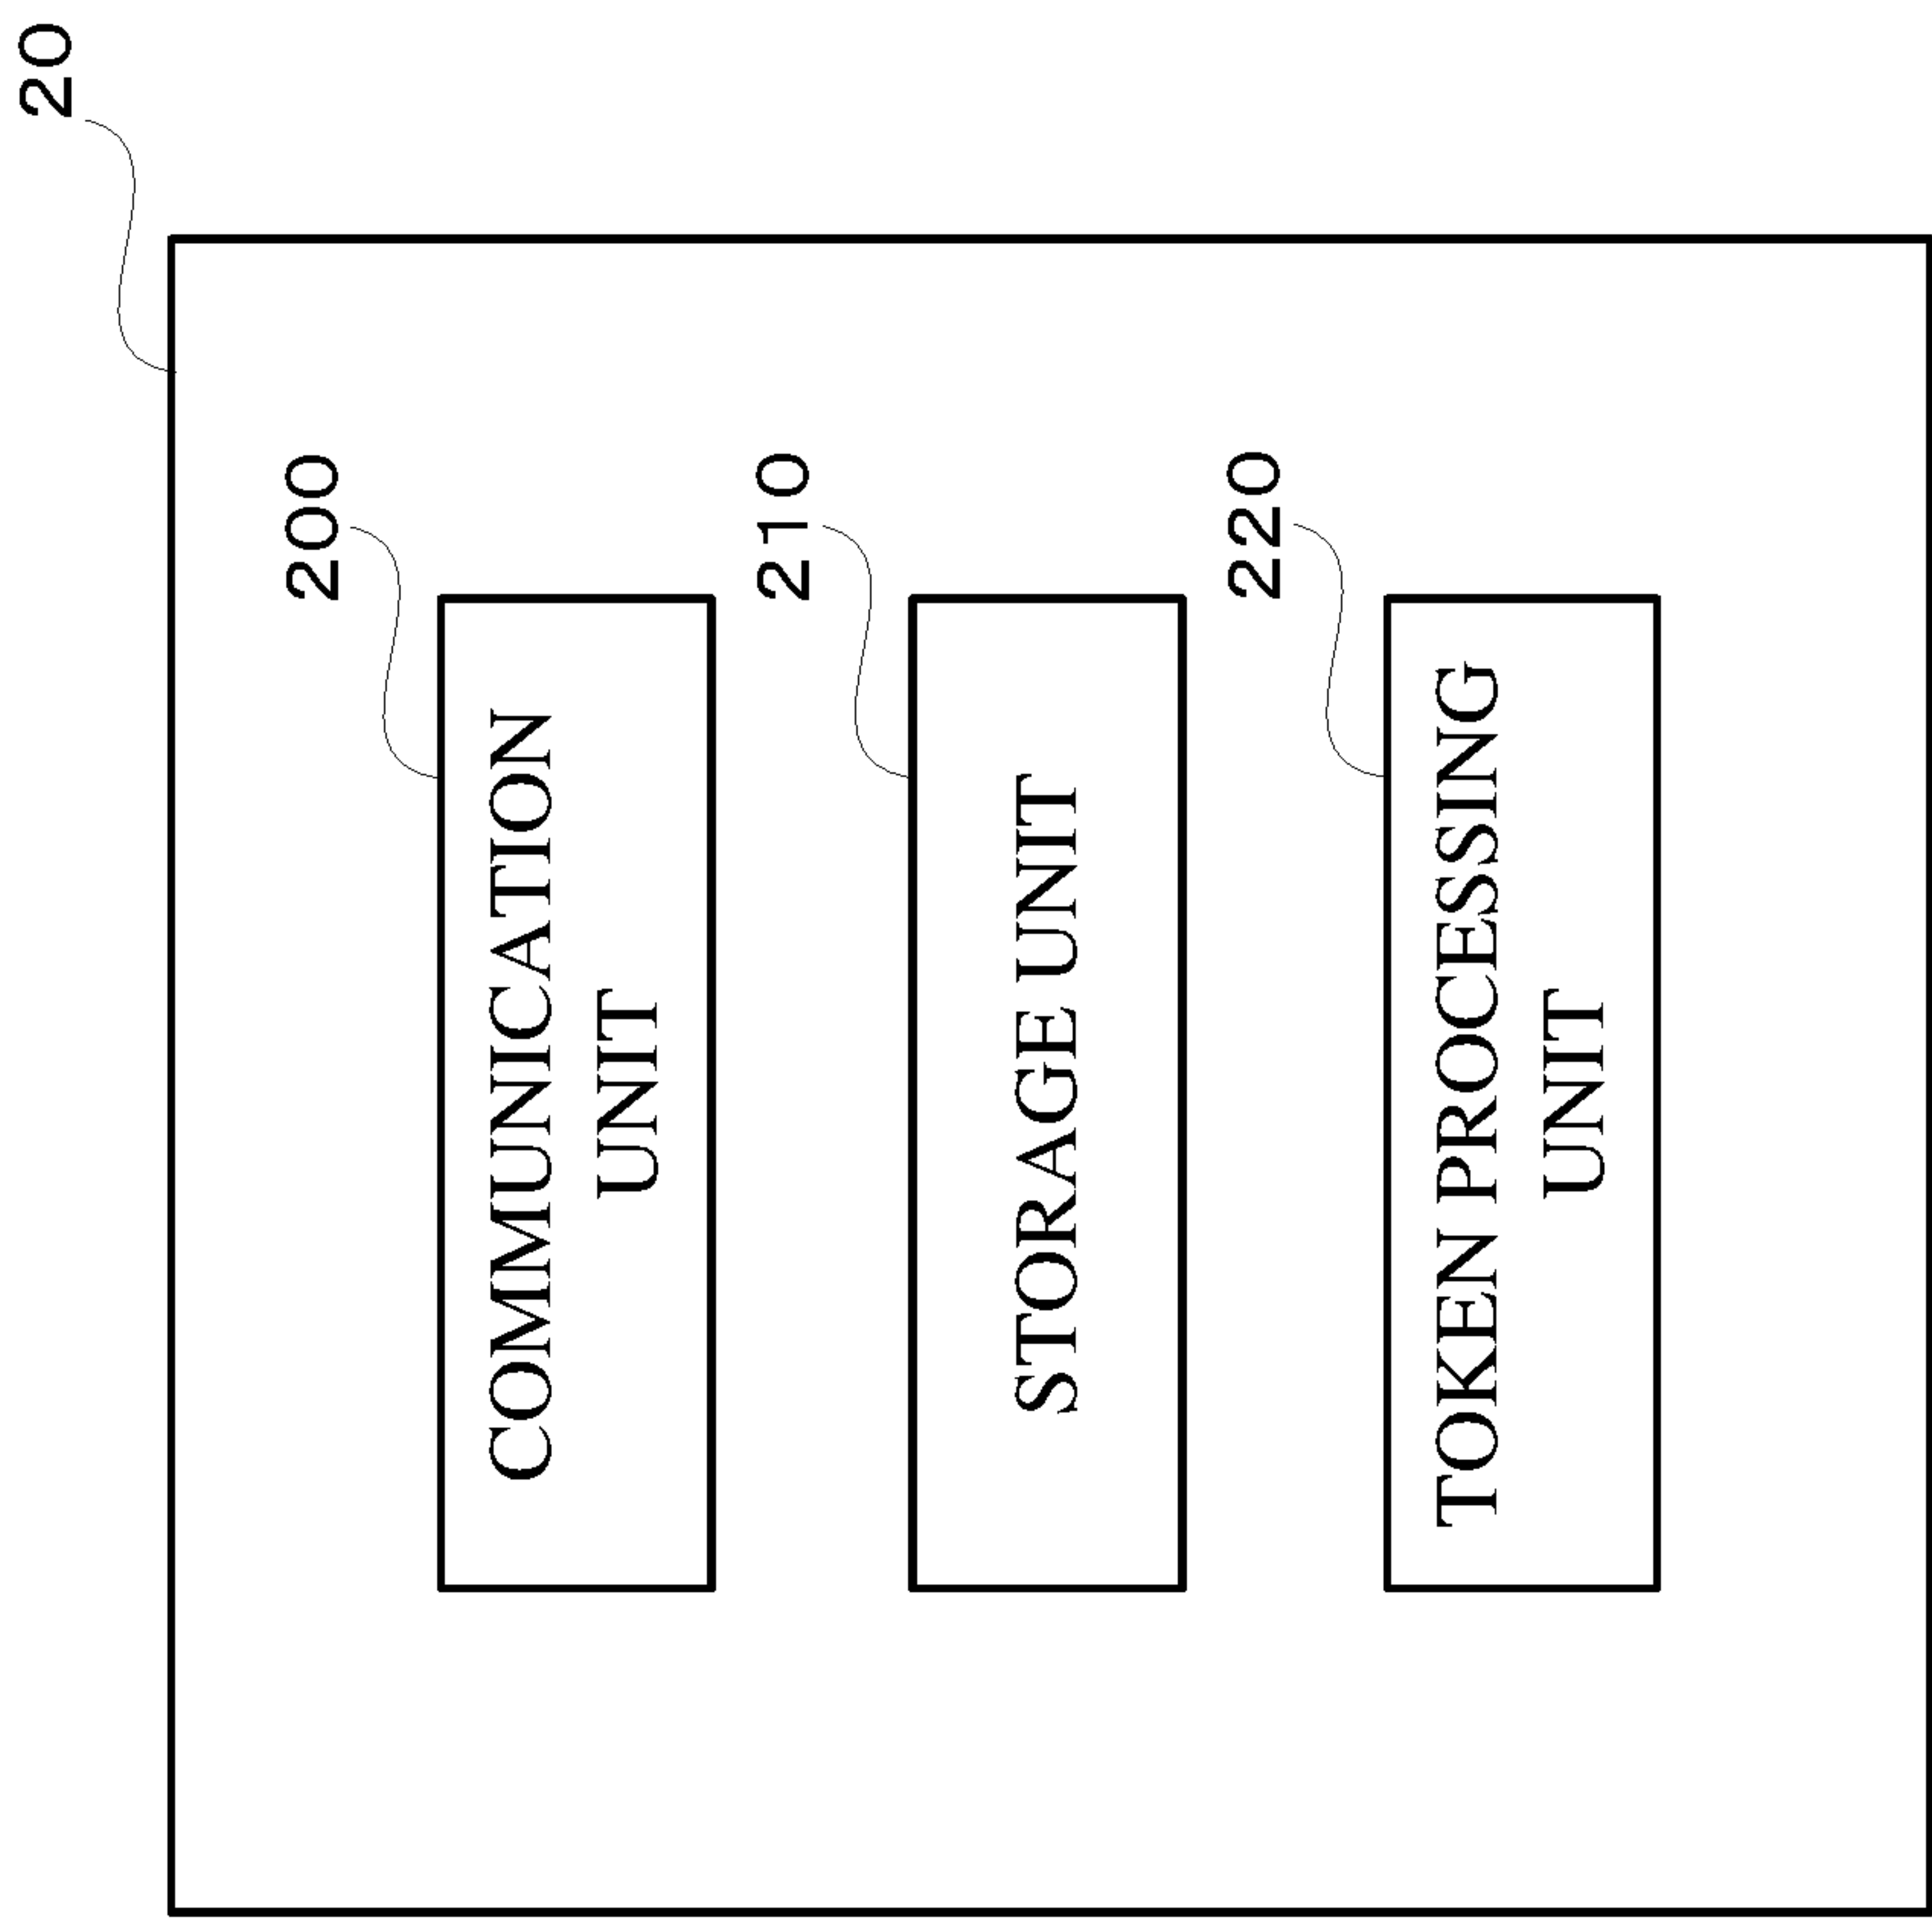 20
200
COMMUNICATION
UNIT
210
STORAGE UNIT
220
TOKEN PROCESSING
UNIT